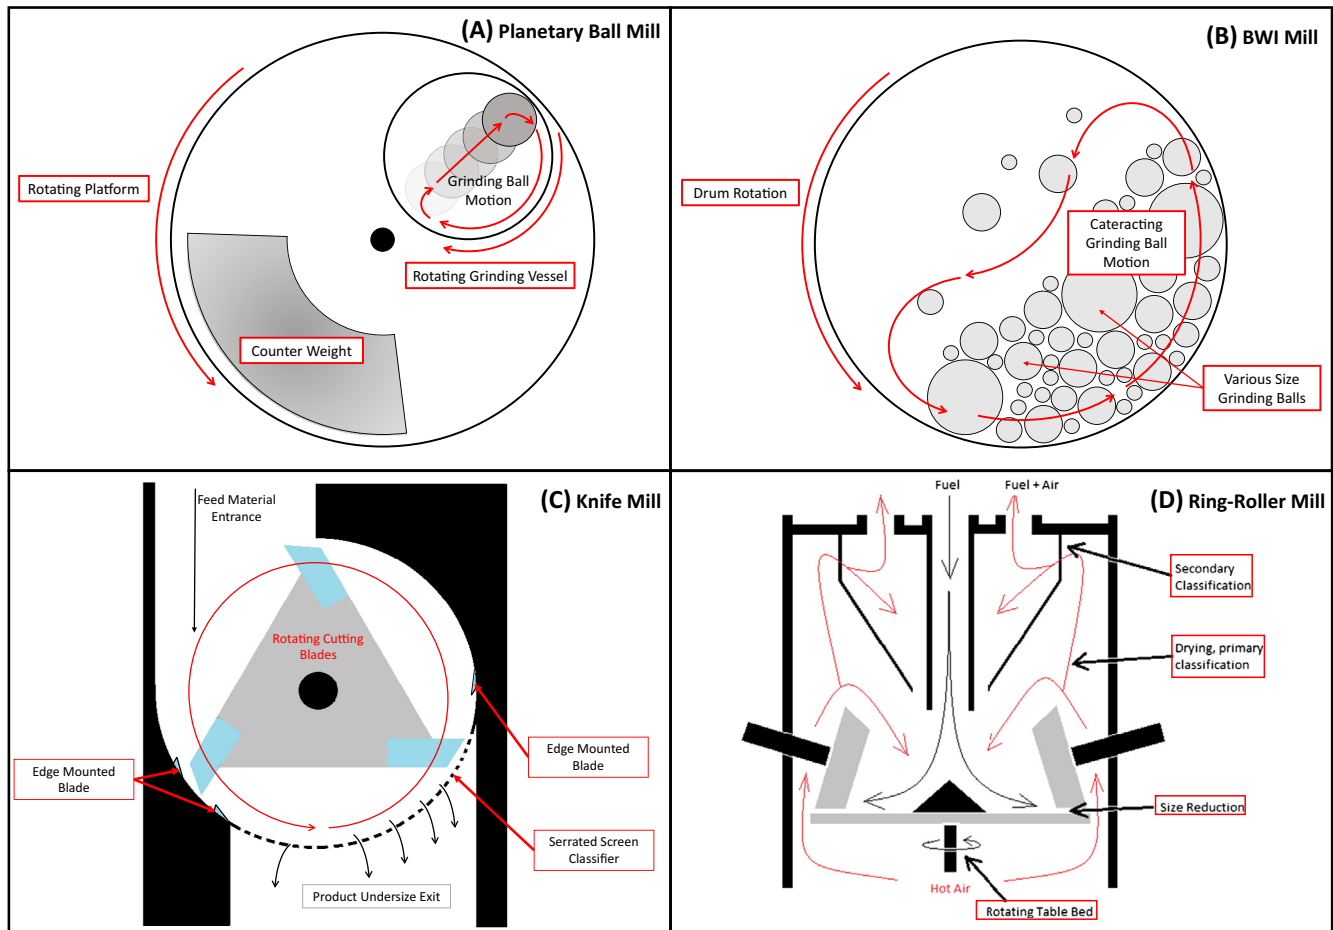 (A) Planetary Ball Mill
Rotating Platform
Grinding Ball
Motion
Rotating Grinding Vessel
Counter Weight
(B) BWI Mill
Drum Rotation
Cateracting
Grinding Ball
Motion
Various Size
Grinding Balls
(C) Knife Mill
Feed Material
Entrance
Rotating Cutting
Blades
Edge Mounted
Blade
Edge Mounted
Blade
Serrated Screen
Classifier
Product Undersize Exit
(D) Ring-Roller Mill
Fuel
Fuel + Air
Secondary
Classification
Drying, primary
classification
Size Reduction
Hot Air
Rotating Table Bed